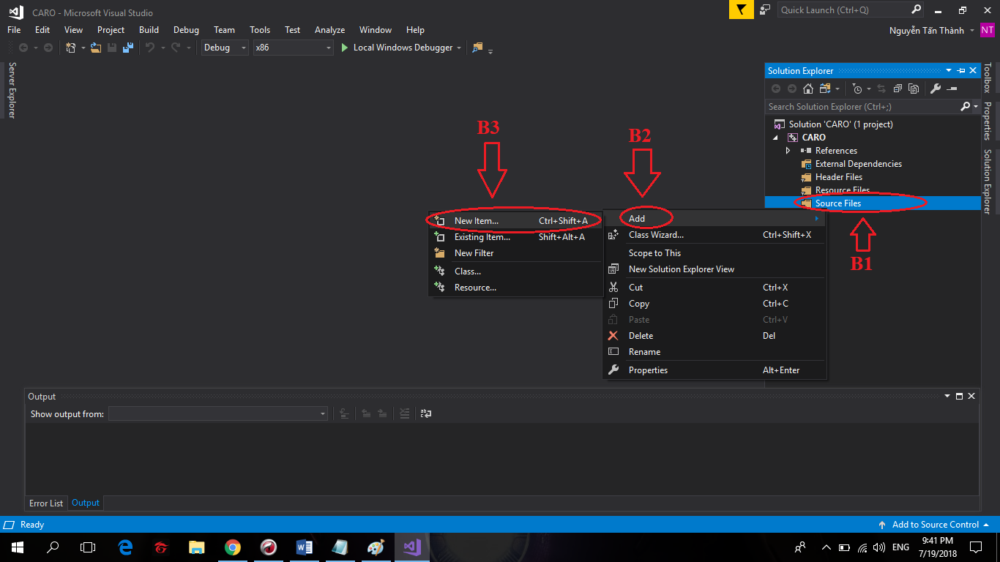 CARO - Microsoft Visual Studio
Quick Launch (Ctrl+Q)
File Edit View Project Build Debug Team Tools Test Analyze Window Help
Nguyễn Tấn Thành NT
Debug x86 Local Windows Debugger
Server Explorer
Solution Explorer
Search Solution Explorer (Ctrl+;)
Solution 'CARO' (1 project)
CARO
References
External Dependencies
Header Files
Resource Files
Source Files
Toolbox
Properties
Solution Explorer
B3
B2
B1
New Item... Ctrl+Shift+A
Existing Item... Shift+Alt+A
New Filter
Class...
Resource...
Add
Class Wizard... Ctrl+Shift+X
Scope to This
New Solution Explorer View
Cut Ctrl+X
Copy Ctrl+C
Paste Ctrl+V
Delete Del
Rename
Properties Alt+Enter
Output
Show output from:
Error List Output
Ready
Add to Source Control
ENG
9:41 PM
7/19/2018